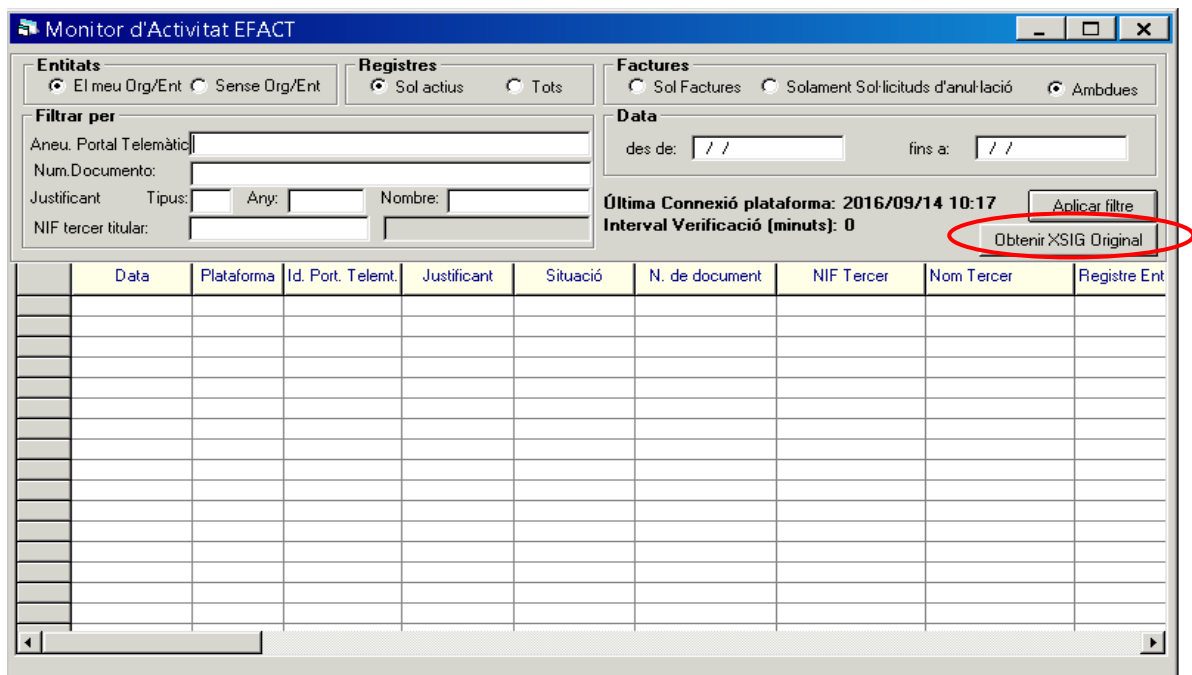 Monitor d'Activitat EFACT
Entitats
El meu Org/Ent Sense Org/Ent
Registres
Sol actius Tots
Factures
Sol Factures Solament Sol·licituds d'anul·lació Ambdues
Filtrar per
Aneu. Portal Telemàtic
Num.Documento:
Justificant Tipus: Any: Nombre:
NIF tercer titular:
Data
des de: / / fins a: / /
Última Connexió plataforma: 2016/09/14 10:17
Interval Verificació (minuts): 0
Aplicar filtre
Obtenir XSIG Original
Data Plataforma Id. Port. Telemt. Justificant Situació N. de document NIF Tercer Nom Tercer Registre Ent